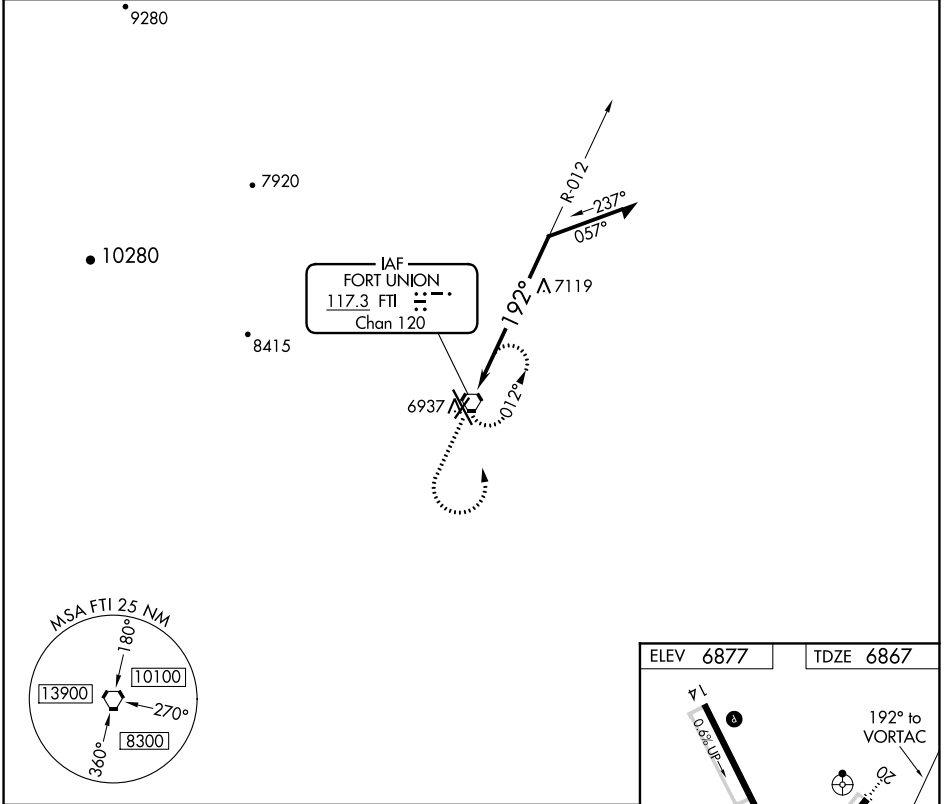 9280
7920
10280
8415
R-012
237°
057°
7119
192°
IAF
FORT UNION
117.3 FTI
Chan 120
6937
012°
MSA FTI 25 NM
180°
13900
10100
270°
8300
360°
ELEV 6877
TDZE 6867
14
P
0.6% UP
192° to
VORTAC
20